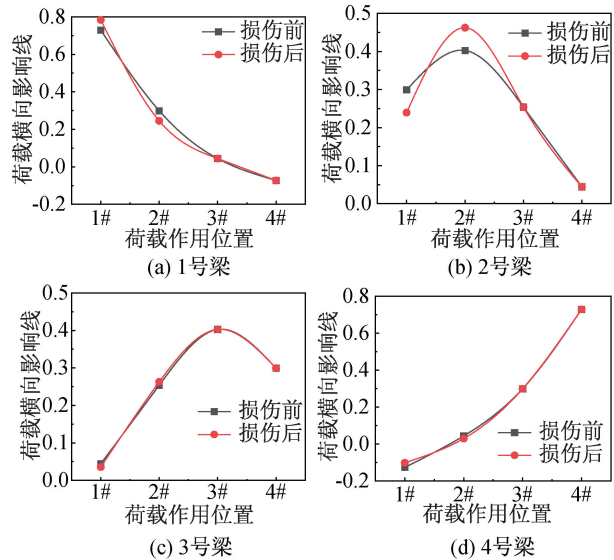 荷载横向影响线
0.8
0.6
0.4
0.2
0.0
-0.2
损伤前
损伤后
1# 2# 3# 4#
荷载作用位置
(a) 1号梁
荷载横向影响线
0.5
0.4
0.3
0.2
0.1
0.0
损伤前
损伤后
1# 2# 3# 4#
荷载作用位置
(b) 2号梁
荷载横向影响线
0.5
0.4
0.3
0.2
0.1
0.0
损伤前
损伤后
1# 2# 3# 4#
荷载作用位置
(c) 3号梁
荷载横向影响线
0.8
0.6
0.4
0.2
0.0
-0.2
损伤前
损伤后
1# 2# 3# 4#
荷载作用位置
(d) 4号梁